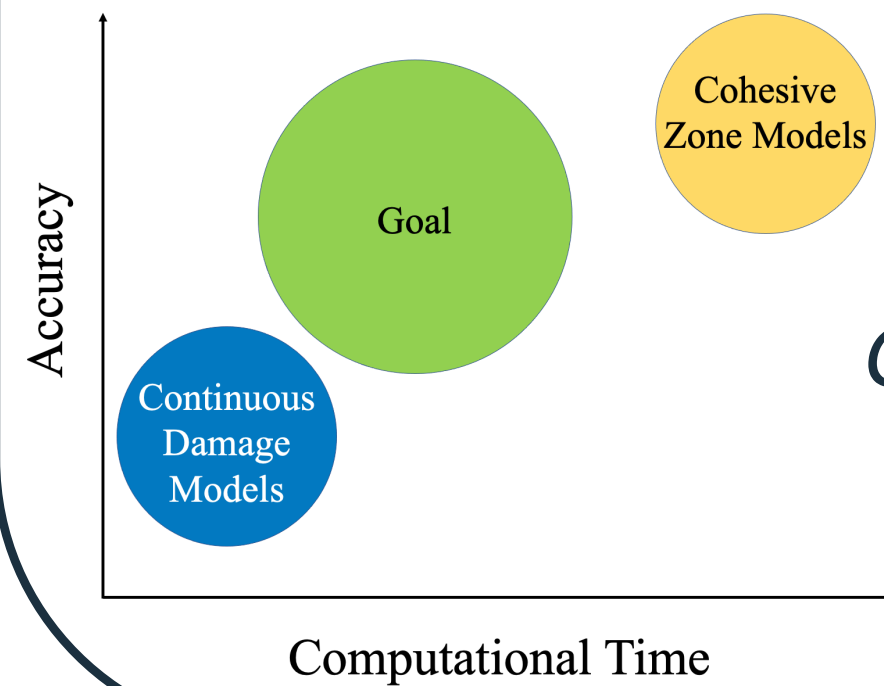 Cohesive
Zone Models
Goal
Accuracy
Continuous
Damage
Models
Computational Time